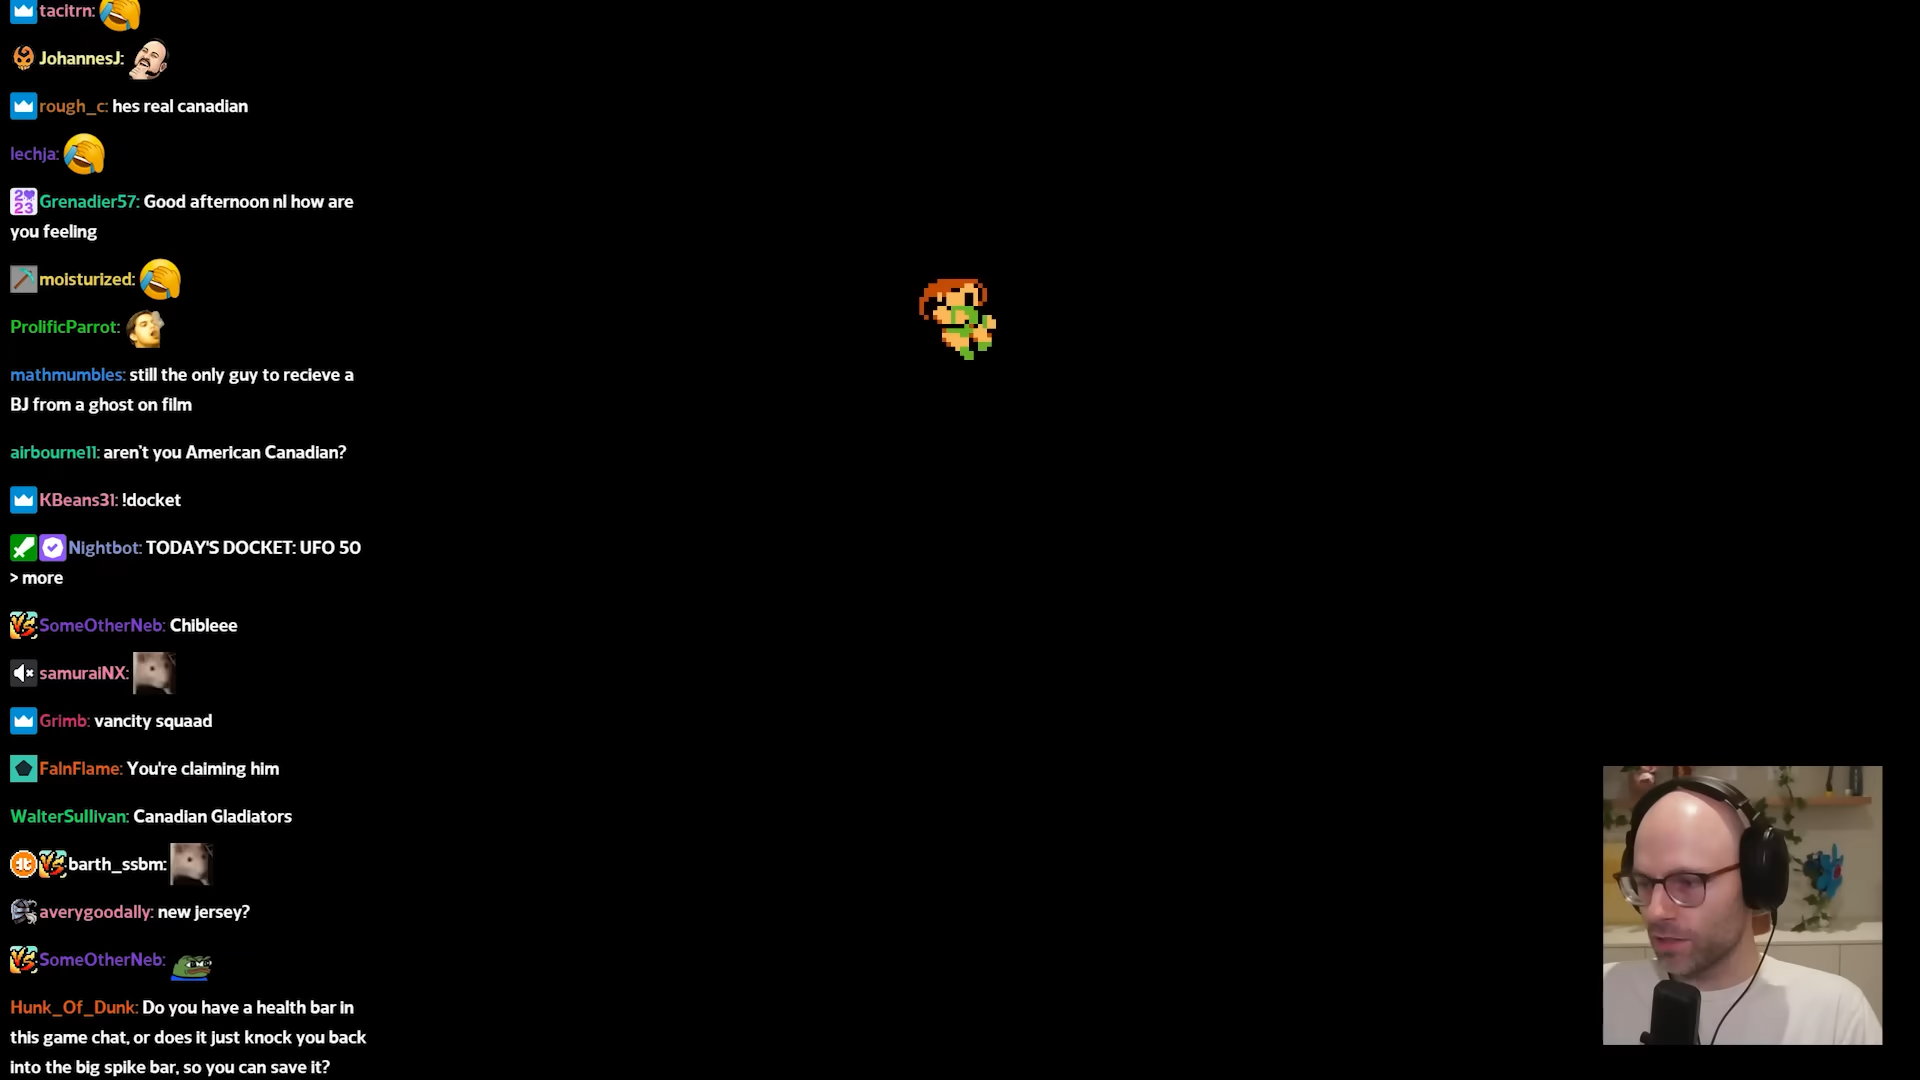 tacitrn:
JohannesJ:
rough_c: hes real canadian
lechja:
Grenadier57: Good afternoon nl how are
you feeling
moisturized:
ProlificParrot:
mathmumbles: still the only guy to recieve a
BJ from a ghost on film
airbourne11: aren't you American Canadian?
KBeans31: !docket
Nightbot: TODAY'S DOCKET: UFO 50
> more
SomeOtherNeb: Chibleee
samuraiNX:
Grimb: vancity squaad
FalnFlame: You're claiming him
WalterSullivan: Canadian Gladiators
barth_ssbm:
averygoodally: new jersey?
SomeOtherNeb:
Hunk_Of_Dunk: Do you have a health bar in
this game chat, or does it just knock you back
into the big spike bar, so you can save it?